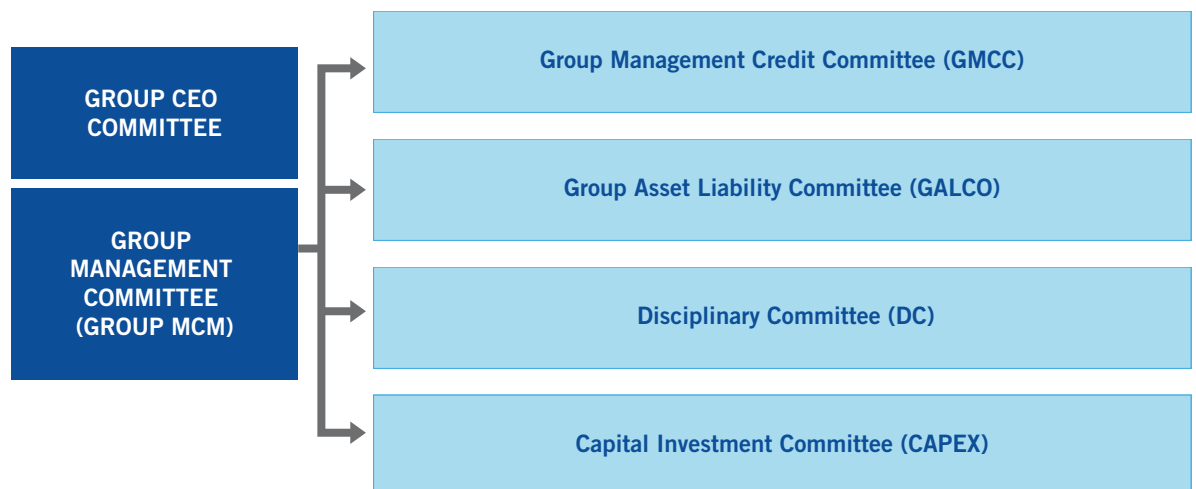 GROUP CEO
COMMITTEE
GROUP
MANAGEMENT
COMMITTEE
(GROUP MCM)
Group Management Credit Committee (GMCC)
Group Asset Liability Committee (GALCO)
Disciplinary Committee (DC)
Capital Investment Committee (CAPEX)